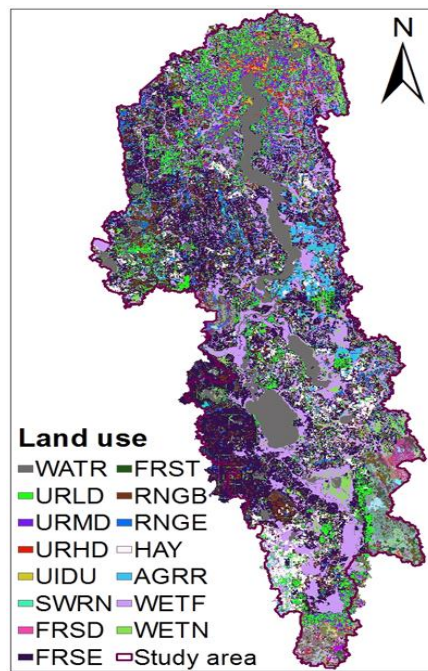 N
Land use
WATR FRST
URLD RNGB
URMD RNGE
URHD HAY
UIDU AGRR
SWRN WETF
FRSD WETN
FRSE Study area